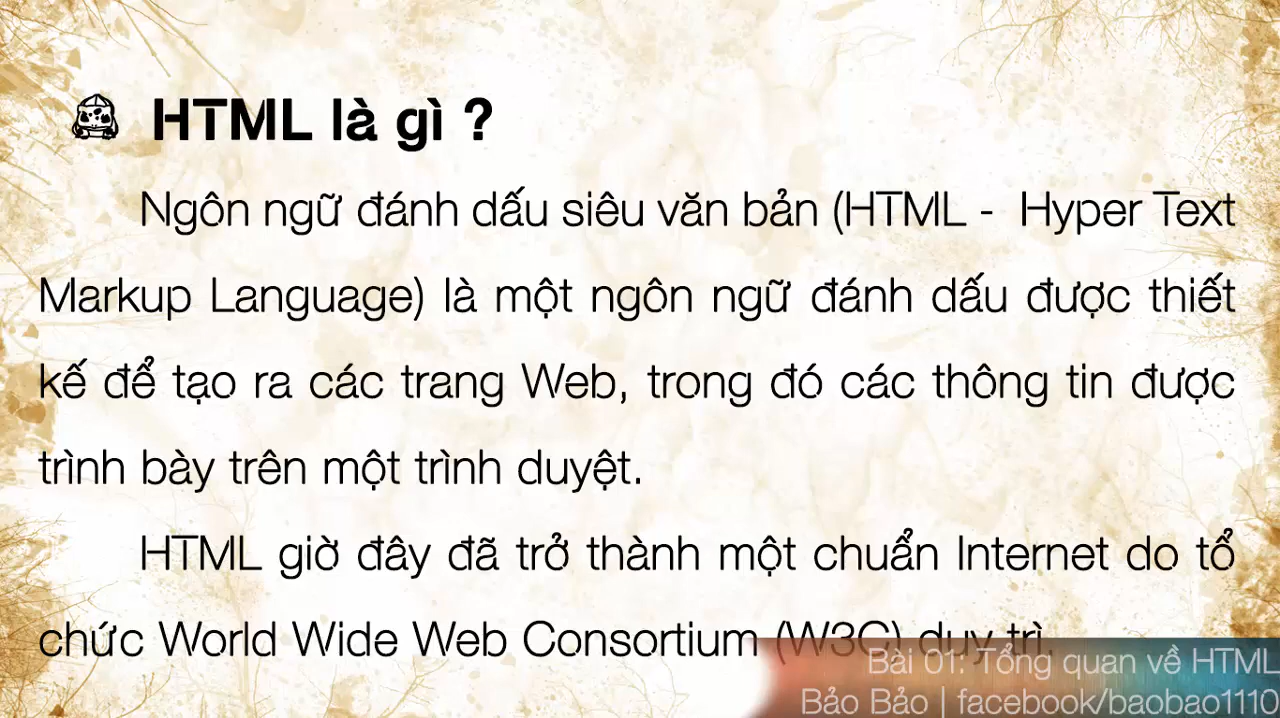 HTML là gì ?
Ngôn ngữ đánh dấu siêu văn bản (HTML - Hyper Text
Markup Language) là một ngôn ngữ đánh dấu được thiết
kế để tạo ra các trang Web, trong đó các thông tin được
trình bày trên một trình duyệt.
HTML giờ đây đã trở thành một chuẩn Internet do tổ
chức World Wide Web Consortium (W3C) duy trì.
Bài 01: Tổng quan về HTML
Bảo Bảo | facebook/baobao1110